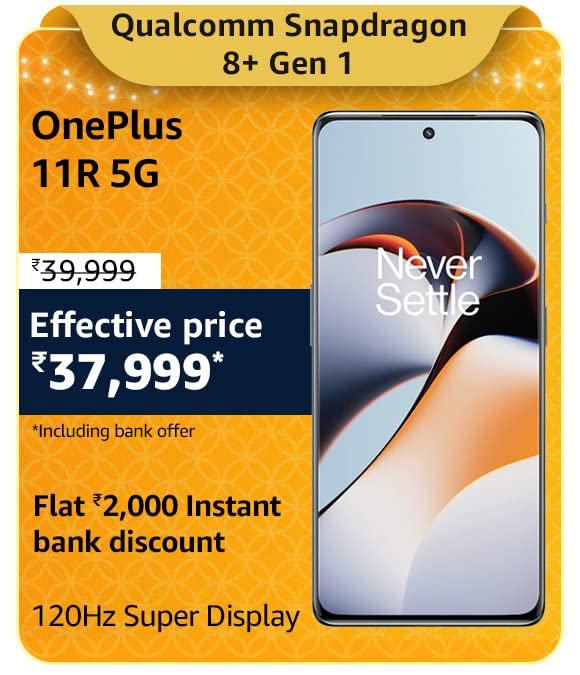 Qualcomm Snapdragon
8+ Gen 1
OnePlus
11R 5G
₹39,999
Effective price
₹37,999*
*Including bank offer
Flat ₹2,000 Instant
bank discount
120Hz Super Display
Never
Settle